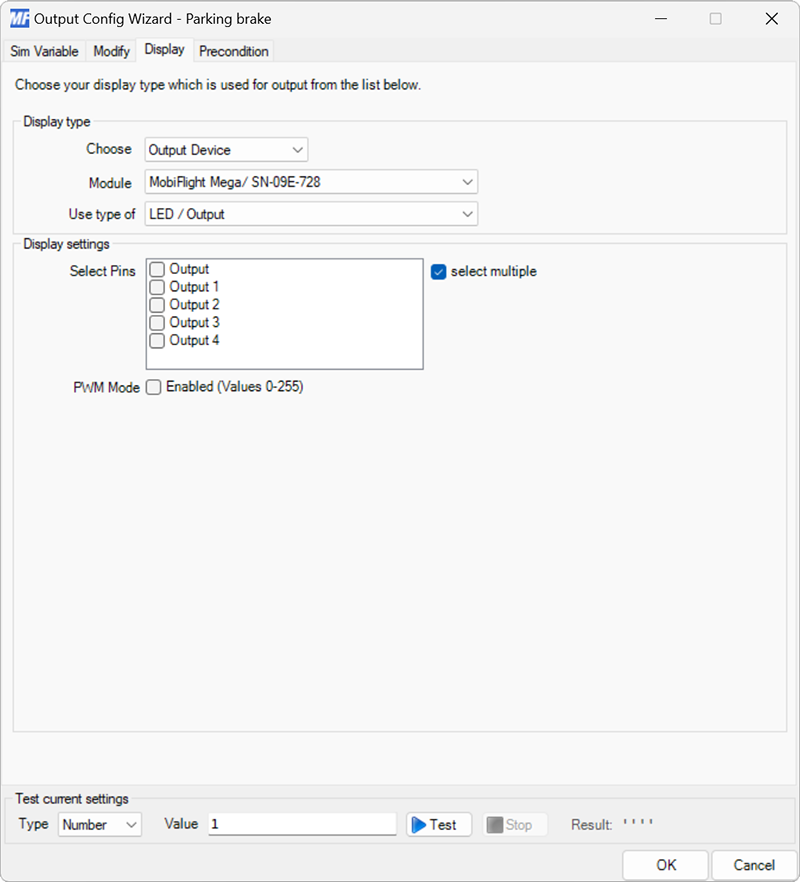 MF Output Config Wizard - Parking brake
Sim Variable Modify Display Precondition
Choose your display type which is used for output from the list below.
Display type
Choose Output Device
Module MobiFlight Mega/ SN-09E-728
Use type of LED / Output
Display settings
Select Pins Output select multiple
Output 1
Output 2
Output 3
Output 4
PWM Mode Enabled (Values 0-255)
Test current settings
Type Number Value 1 Test Stop Result: ' ' ' '
OK Cancel